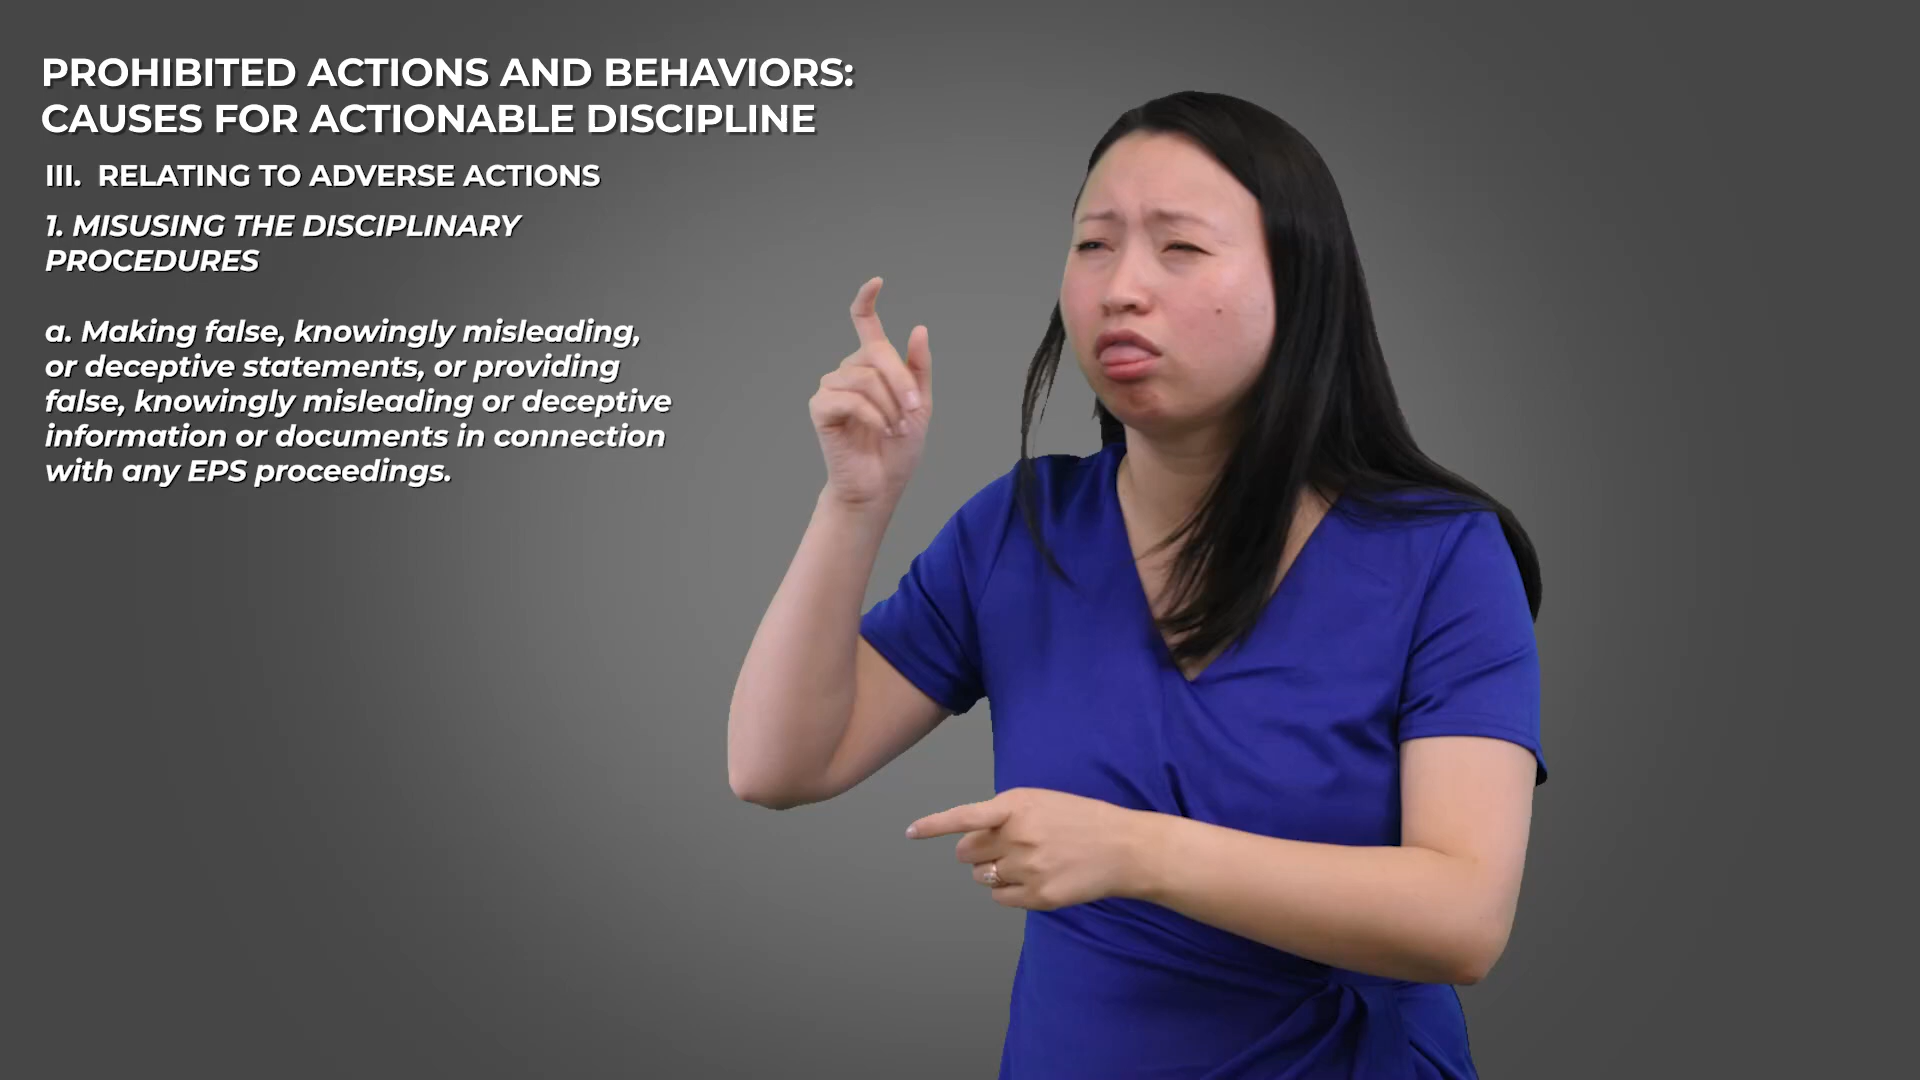 PROHIBITED ACTIONS AND BEHAVIORS:
CAUSES FOR ACTIONABLE DISCIPLINE
III. RELATING TO ADVERSE ACTIONS
1. MISUSING THE DISCIPLINARY
PROCEDURES
a. Making false, knowingly misleading,
or deceptive statements, or providing
false, knowingly misleading or deceptive
information or documents in connection
with any EPS proceedings.